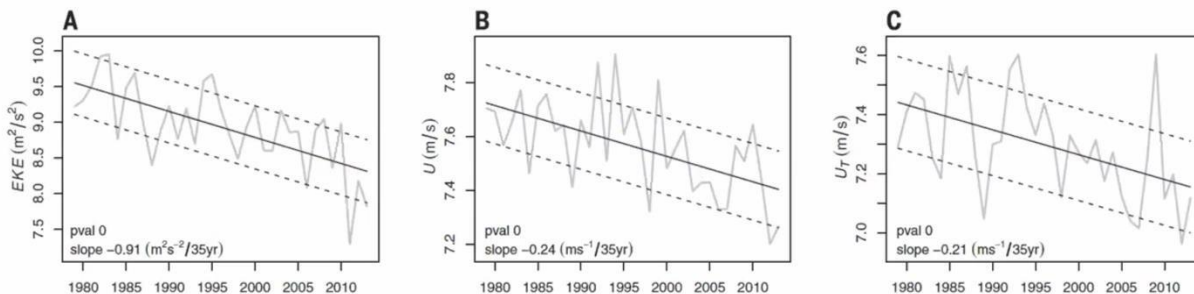 A
EKE (m²/s²)
10.0
9.5
9.0
8.5
8.0
7.5
pval 0
slope −0.91 (m²s⁻²/35yr)
1980 1985 1990 1995 2000 2005 2010
B
U (m/s)
7.8
7.6
7.4
7.2
pval 0
slope −0.24 (ms⁻¹/35yr)
1980 1985 1990 1995 2000 2005 2010
C
U_T (m/s)
7.6
7.4
7.2
7.0
pval 0
slope −0.21 (ms⁻¹/35yr)
1980 1985 1990 1995 2000 2005 2010